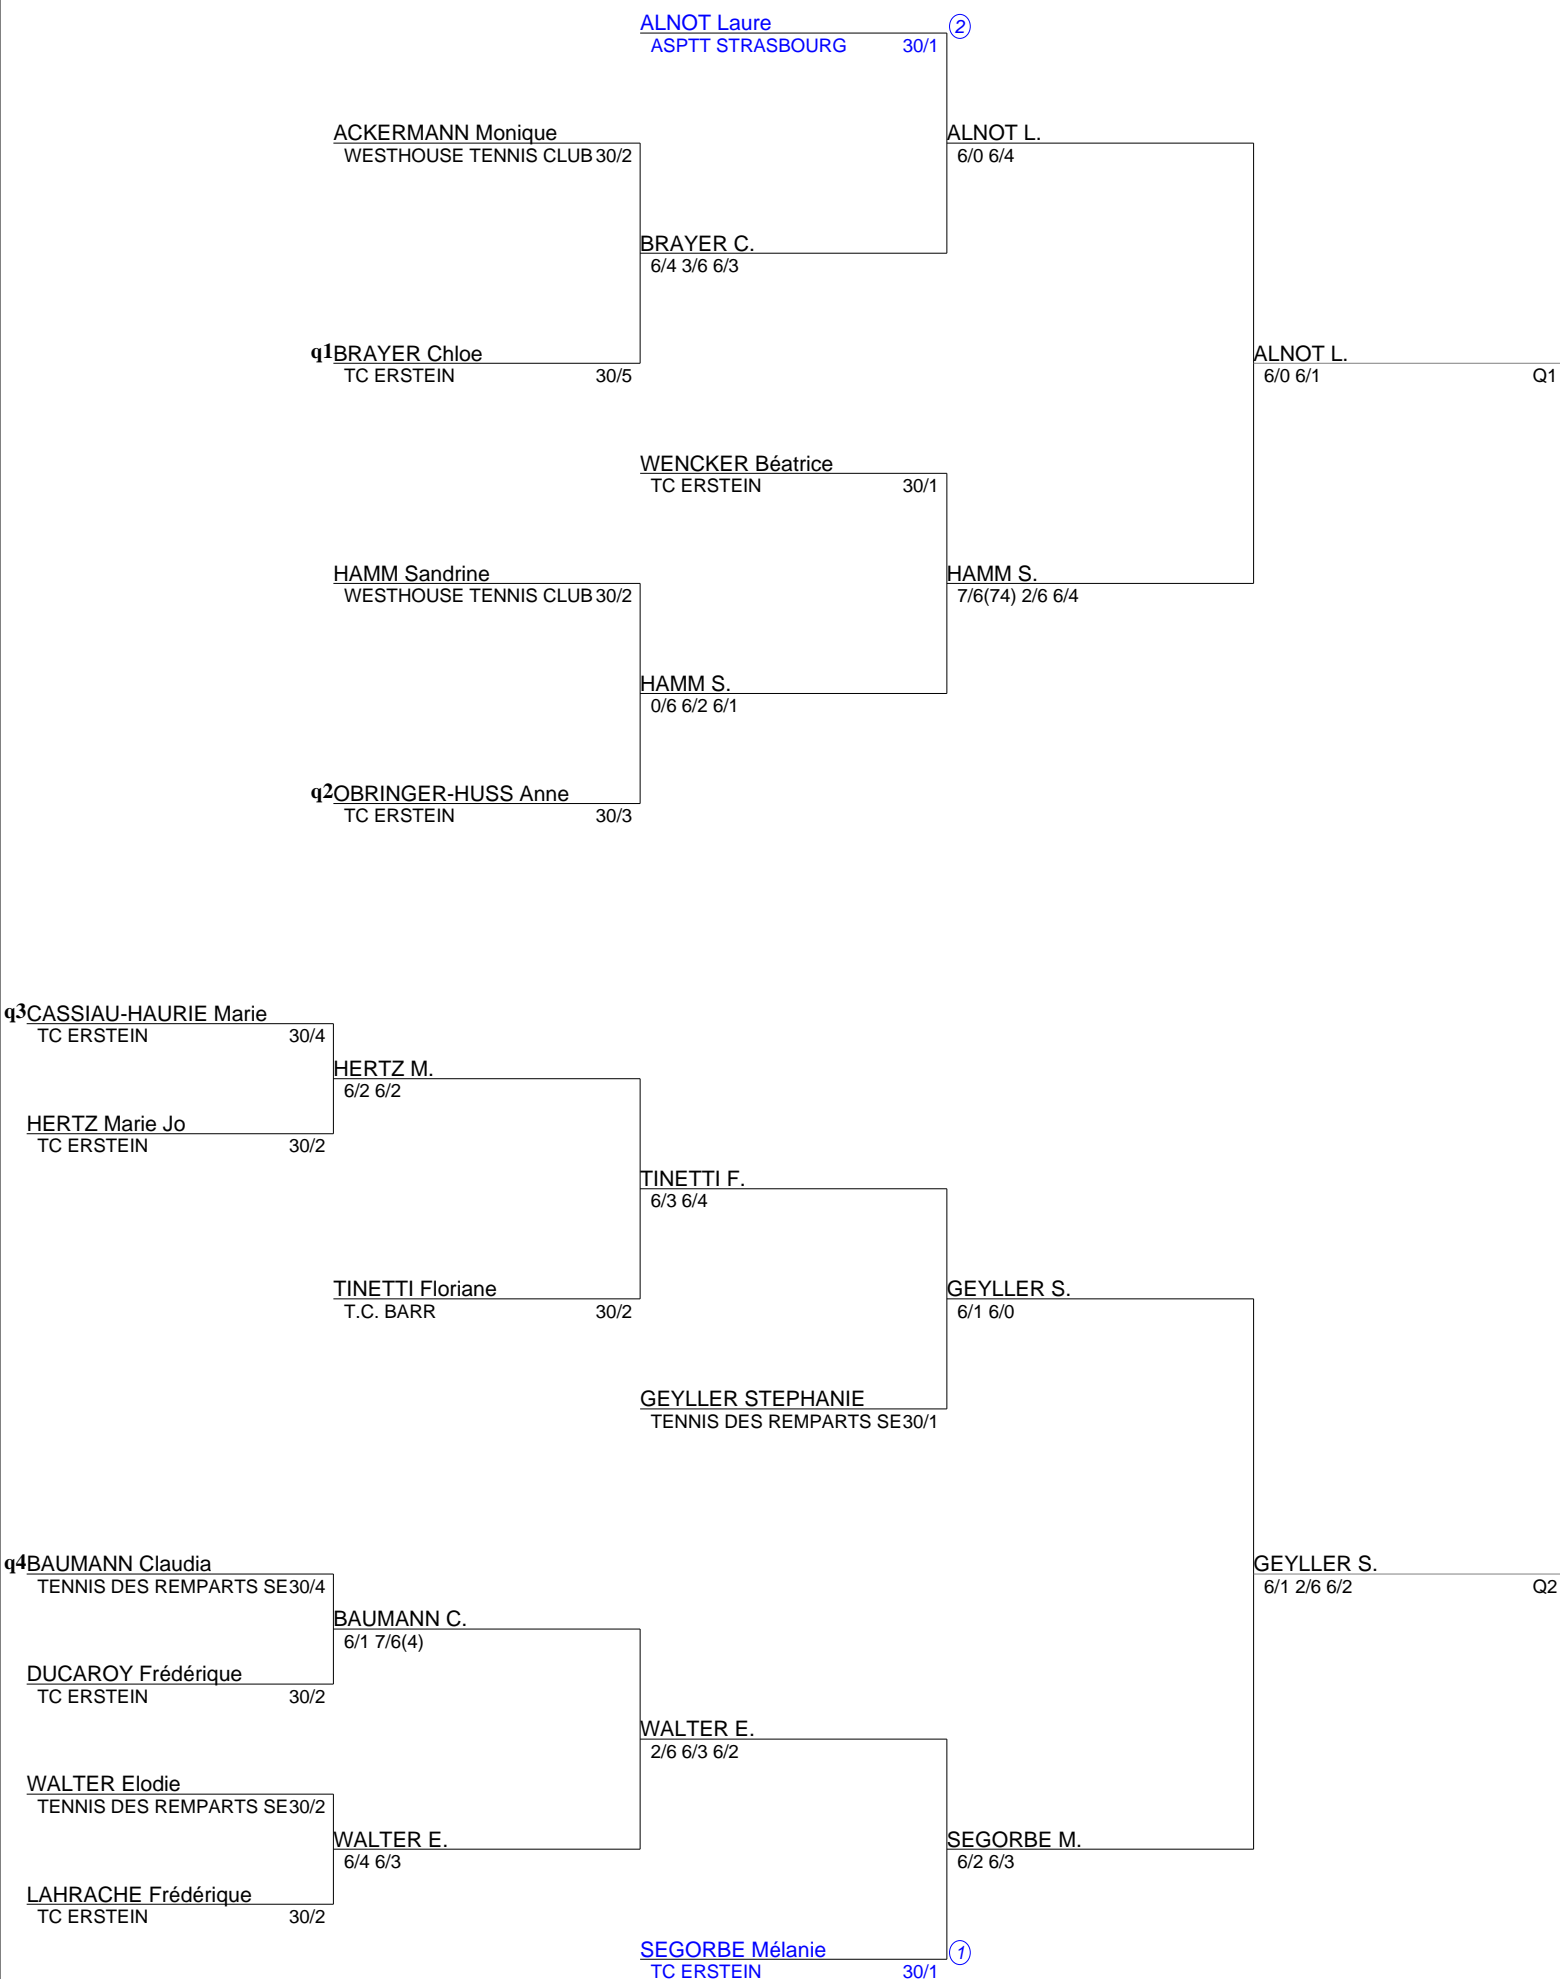 ALNOT Laure 2
ASPTT STRASBOURG 30/1
ACKERMANN Monique
WESTHOUSE TENNIS CLUB 30/2
ALNOT L.
6/0 6/4
BRAYER C.
6/4 3/6 6/3
q1 BRAYER Chloe
TC ERSTEIN 30/5
ALNOT L.
6/0 6/1 Q1
WENCKER Béatrice
TC ERSTEIN 30/1
HAMM Sandrine
WESTHOUSE TENNIS CLUB 30/2
HAMM S.
7/6(74) 2/6 6/4
HAMM S.
0/6 6/2 6/1
q2 OBRINGER-HUSS Anne
TC ERSTEIN 30/3
q3 CASSIAU-HAURIE Marie
TC ERSTEIN 30/4
HERTZ M.
6/2 6/2
HERTZ Marie Jo
TC ERSTEIN 30/2
TINETTI F.
6/3 6/4
TINETTI Floriane
T.C. BARR 30/2
GEYLLER S.
6/1 6/0
GEYLLER STEPHANIE
TENNIS DES REMPARTS SE 30/1
q4 BAUMANN Claudia
TENNIS DES REMPARTS SE 30/4
GEYLLER S.
6/1 2/6 6/2 Q2
BAUMANN C.
6/1 7/6(4)
DUCAROY Frédérique
TC ERSTEIN 30/2
WALTER E.
2/6 6/3 6/2
WALTER Elodie
TENNIS DES REMPARTS SE 30/2
WALTER E.
6/4 6/3
SEGORBE M.
6/2 6/3
LAHRACHE Frédérique
TC ERSTEIN 30/2
SEGORBE Mélanie 1
TC ERSTEIN 30/1